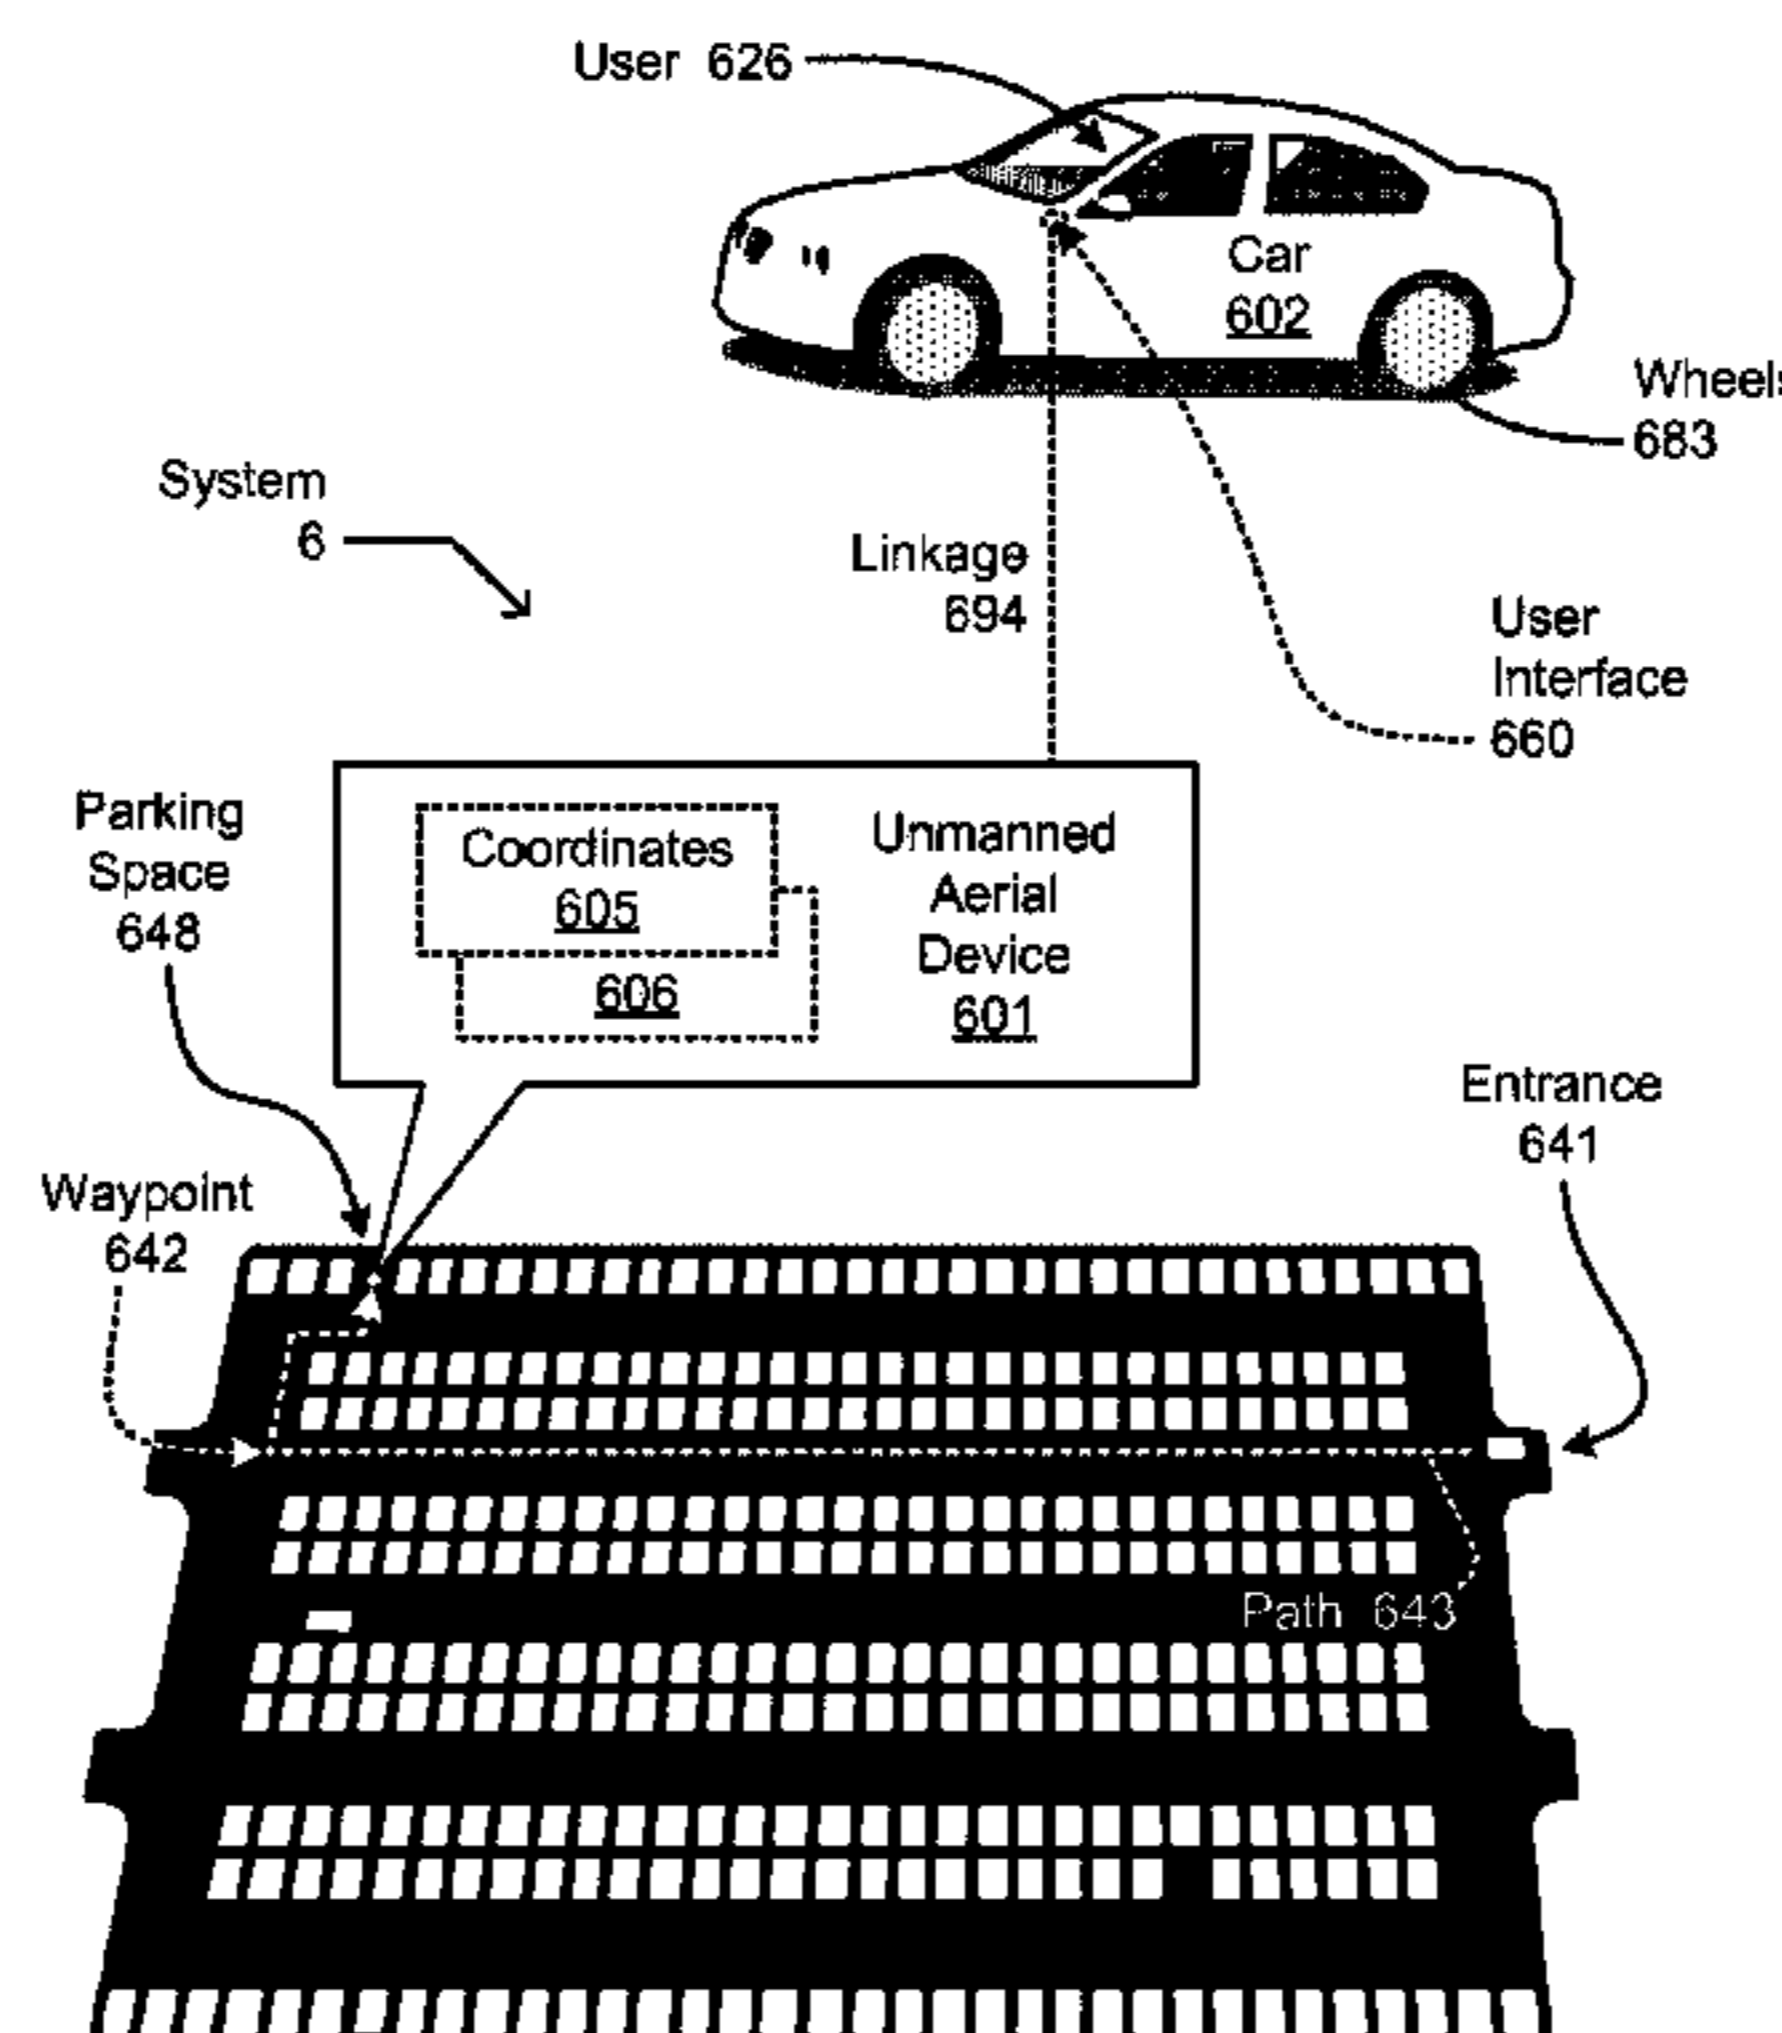 User 626
Car
602
Wheels
683
System
6
Linkage
694
User
Interface
660
Parking
Space
648
Coordinates
605
606
Unmanned
Aerial
Device
601
Entrance
641
Waypoint
642
Path 643